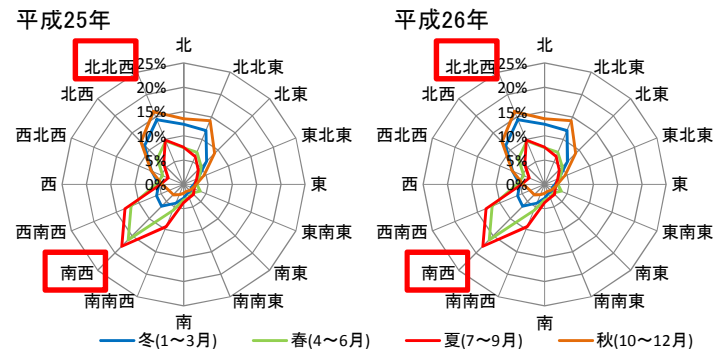 平成25年
平成26年
北
北北西
25%
北北東
北西
20%
北東
15%
西北西
10%
東北東
5%
西
0%
東
西南西
東南東
南西
南東
南南西
南南東
南
北
北北西
25%
北北東
北西
20%
北東
15%
西北西
10%
東北東
5%
西
0%
東
西南西
東南東
南西
南東
南南西
南南東
南
冬(1～3月)
春(4～6月)
夏(7～9月)
秋(10～12月)